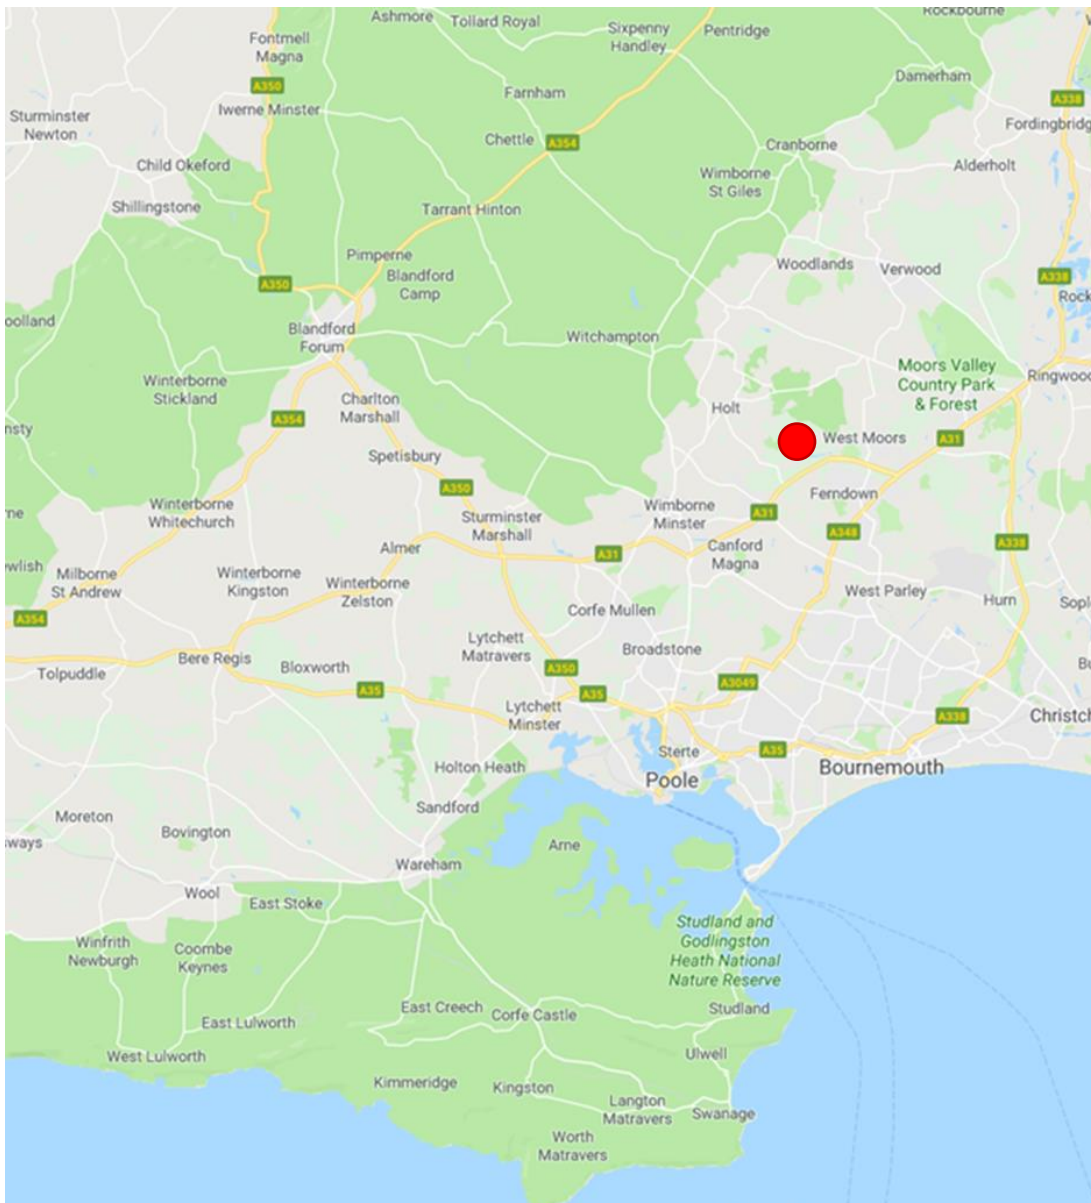 Ashmore
Tollard Royal
Sixpenny
Handley
Pentridge
Rockbourne
Fontmell
Magna
A350
Iwerne Minster
Farnham
Damerham
A338
Sturminster
Newton
Fordingbridge
Chettle
A354
Cranborne
Child Okeford
Alderholt
Wimborne
St Giles
Shillingstone
Tarrant Hinton
Pimperne
Woodlands
Verwood
Blandford
Camp
A350
A338
Rock
oolland
Blandford
Forum
Witchampton
Moors Valley
Country Park
& Forest
Ringwood
Winterborne
Stickland
Charlton
Marshall
Holt
A354
nsty
West Moors
A31
Spetisbury
A350
Ferndown
Winterborne
Whitechurch
Wimborne
Minster
A31
rne
Sturminster
Marshall
A348
Almer
A31
Canford
Magna
A338
ewlish
Milborne
St Andrew
Winterborne
Kingston
Winterborne
Zelston
West Parley
Hurn
Sople
Corfe Mullen
A354
Lytchett
Matravers
Broadstone
Tolpuddle
Bere Regis
Bloxworth
A350
A3049
Bu
A35
A35
Lytchett
Minster
A338
Christch
Sterte
A35
Holton Heath
Poole
Bournemouth
Sandford
Moreton
Bovington
sways
Arne
Wareham
Wool
East Stoke
Studland and
Godlingston
Heath National
Nature Reserve
Winfrith
Newburgh
Coombe
Keynes
East Creech
Corfe Castle
Studland
East Lulworth
West Lulworth
Ulwell
Kimmeridge
Kingston
Langton
Matravers
Swanage
Worth
Matravers